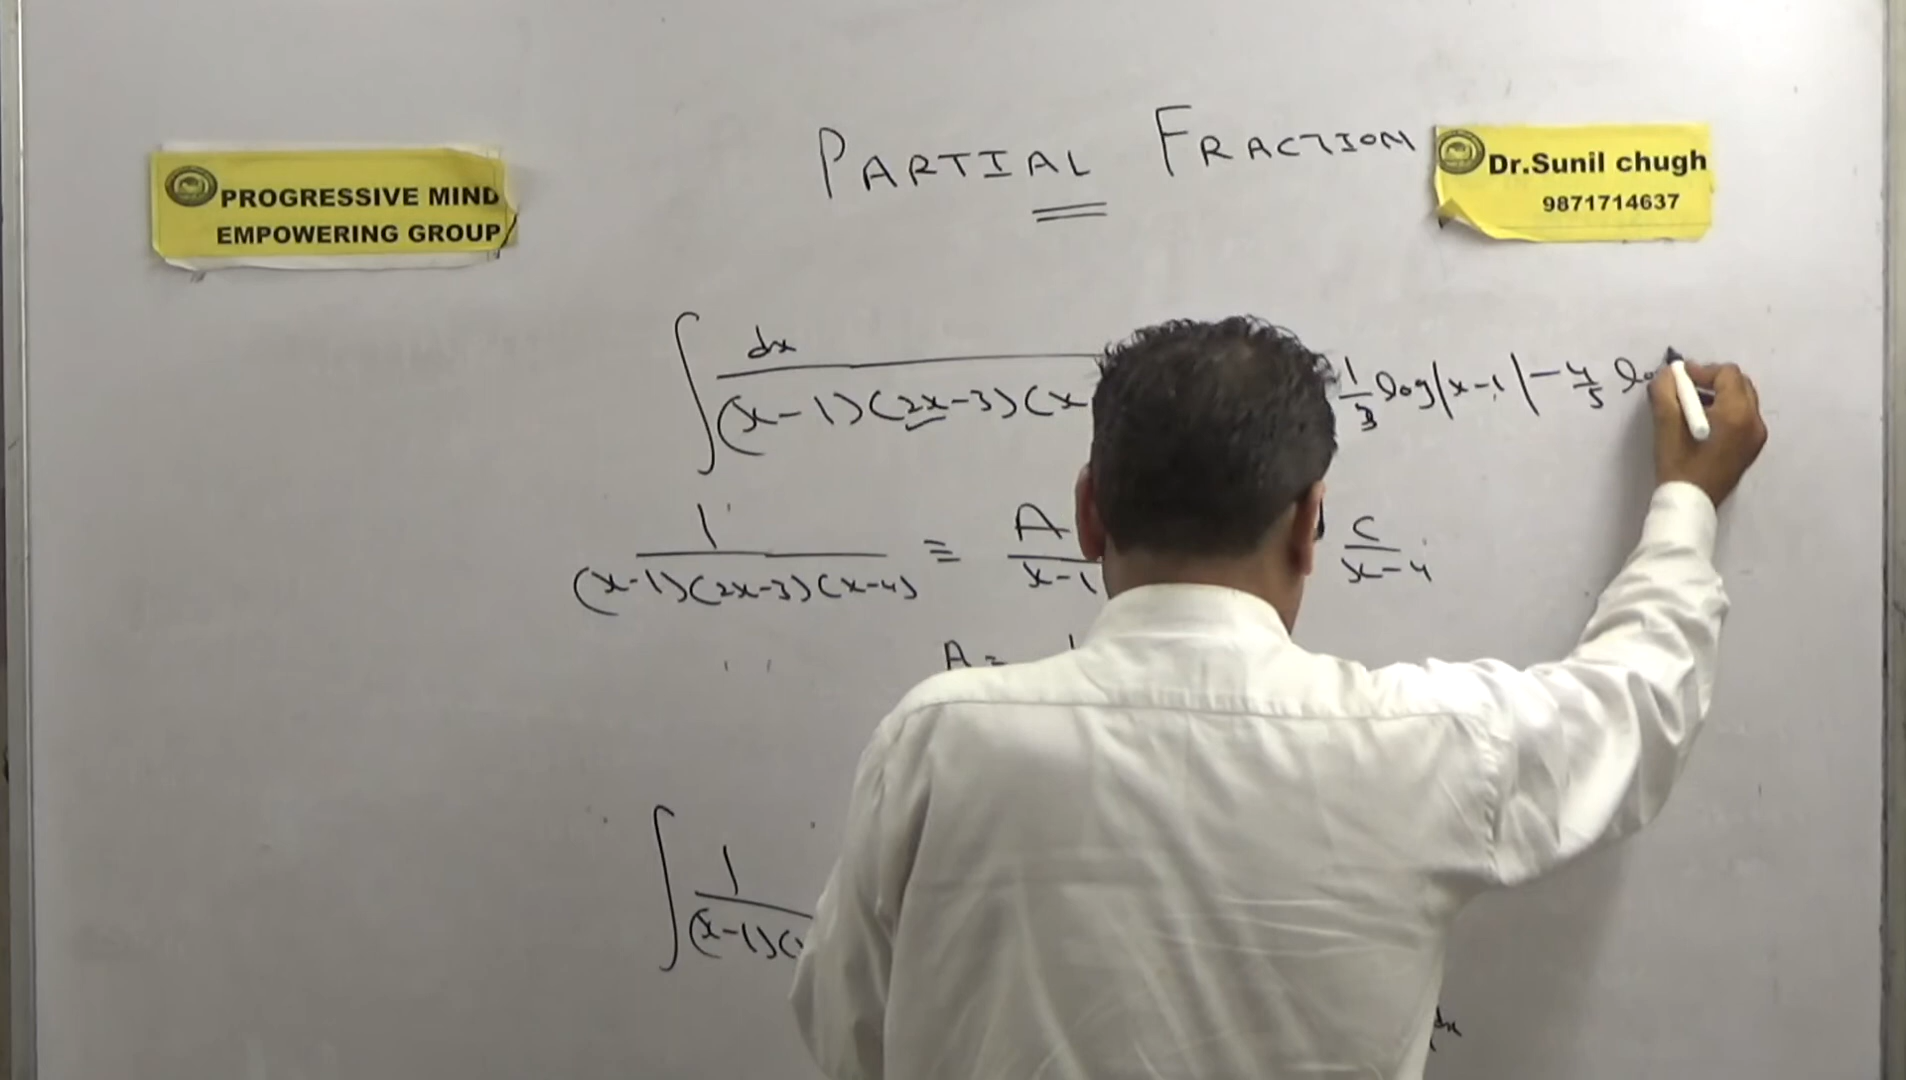 PARTIAL FRACTION
PROGRESSIVE MIND
EMPOWERING GROUP
Dr.Sunil chugh
9871714637
∫ dx / (x-1)(2x-3)(x
1/3 log|x-1| - 4/5 lo
1 / (x-1)(2x-3)(x-4) ≡ A / x-1 C / x-4
A =
∫ 1 / (x-1)(
dx